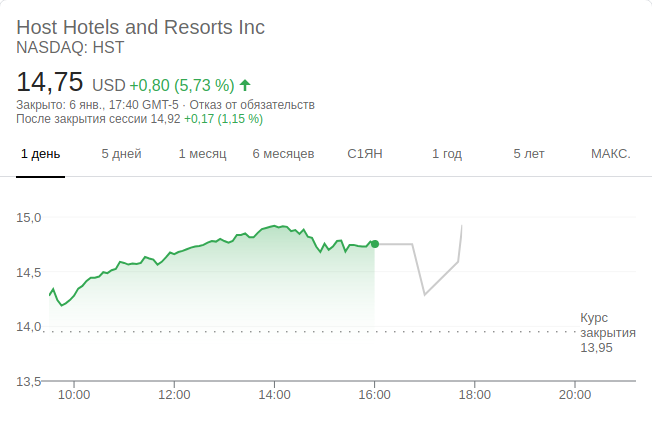 Host Hotels and Resorts Inc
NASDAQ: HST
14,75 USD +0,80 (5,73 %)
Закрыто: 6 янв., 17:40 GMT-5 · Отказ от обязательств
После закрытия сессии 14,92 +0,17 (1,15 %)
1 день 5 дней 1 месяц 6 месяцев С1ЯН 1 год 5 лет МАКС.
15,0
14,5
14,0
Курс
закрытия
13,95
13,5
10:00 12:00 14:00 16:00 18:00 20:00